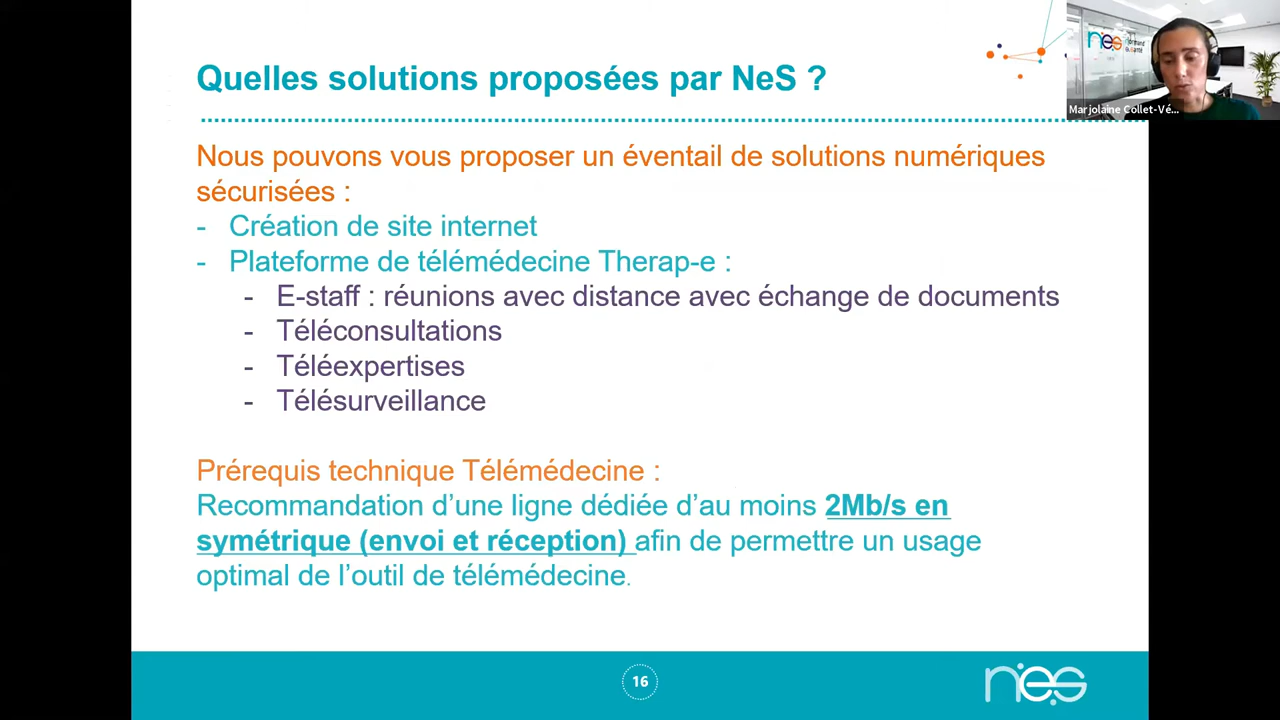 Quelles solutions proposées par NeS ?
nes
Marjolaine Collet-Vé...
Nous pouvons vous proposer un éventail de solutions numériques
sécurisées :
- Création de site internet
- Plateforme de télémédecine Therap-e :
- E-staff : réunions avec distance avec échange de documents
- Téléconsultations
- Téléexpertises
- Télésurveillance
Prérequis technique Télémédecine :
Recommandation d’une ligne dédiée d’au moins 2Mb/s en
symétrique (envoi et réception) afin de permettre un usage
optimal de l’outil de télémédecine.
16
nes